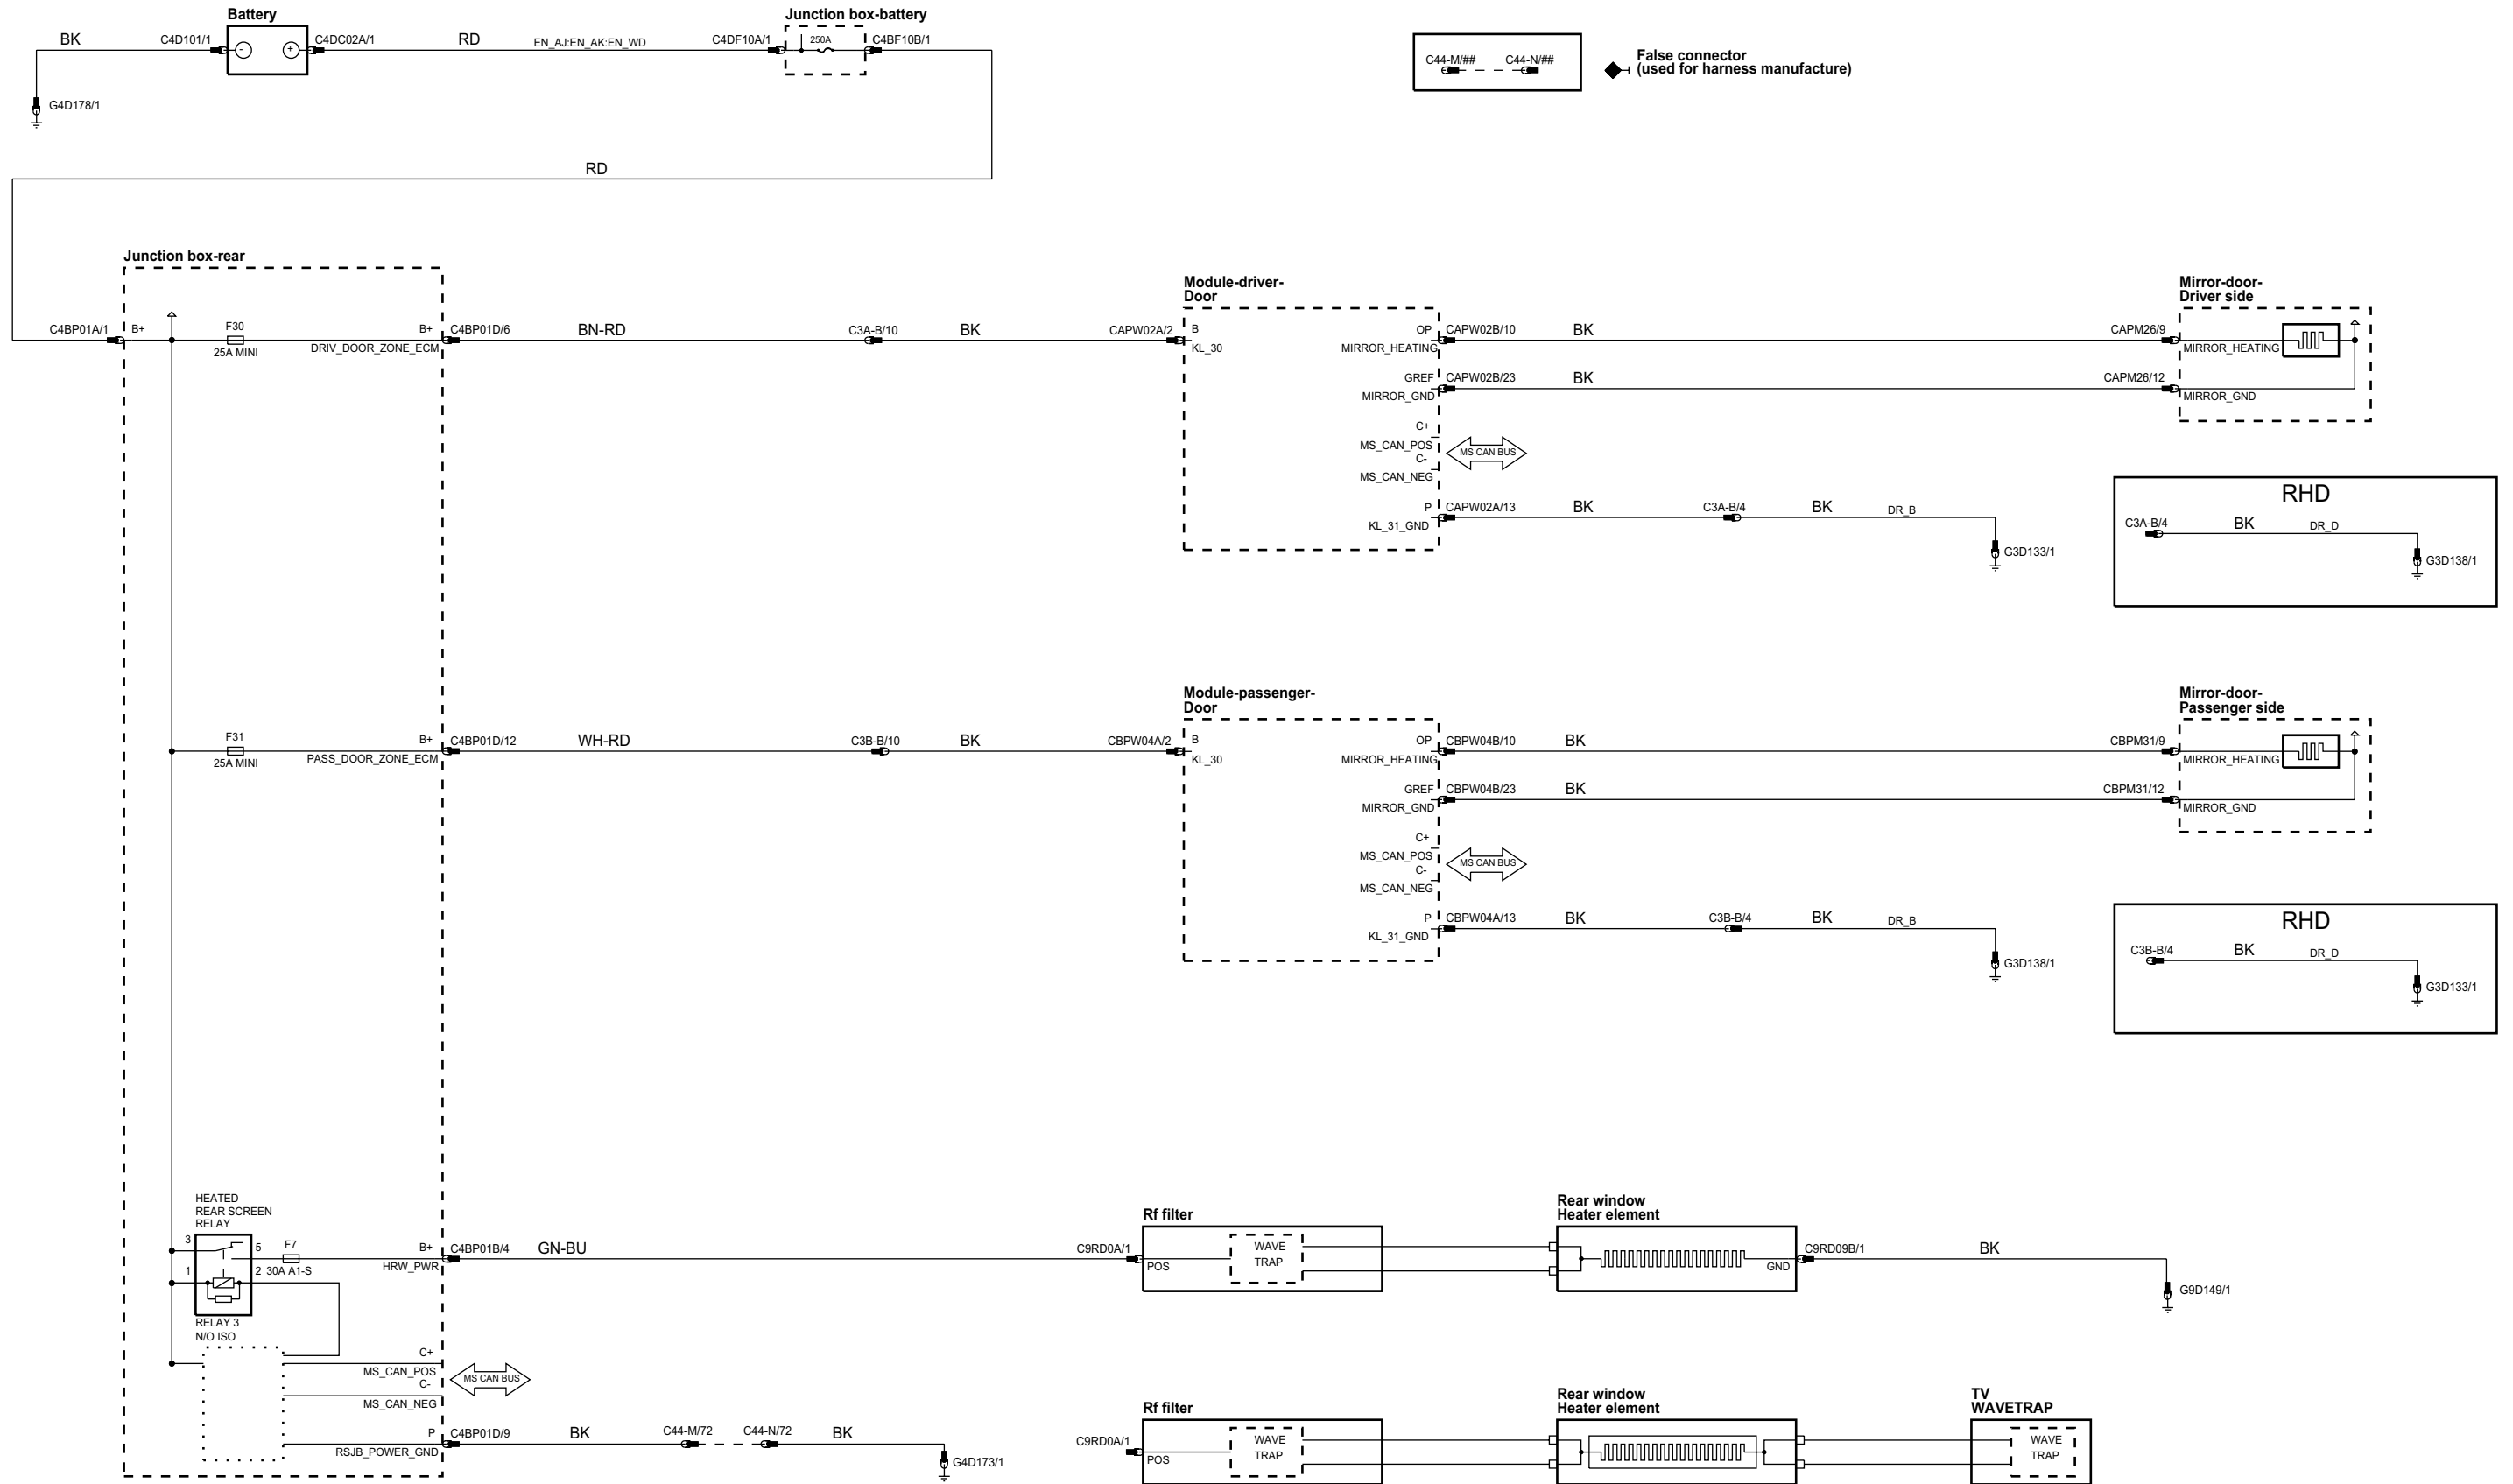 Battery
Junction box-battery
BK
C4D101/1
-
+
C4DC02A/1
RD
EN_AJ:EN_AK:EN_WD
C4DF10A/1
250A
C4BF10B/1
G4D178/1
C44-M/##
C44-N/##
False connector
(used for harness manufacture)
RD
Junction box-rear
C4BP01A/1
B+
F30
25A MINI
B+
DRIV_DOOR_ZONE_ECM
C4BP01D/6
BN-RD
C3A-B/10
BK
CAPW02A/2
Module-driver-
Door
B
KL_30
OP
MIRROR_HEATING
CAPW02B/10
BK
GREF
MIRROR_GND
CAPW02B/23
BK
C+
MS_CAN_POS
C-
MS_CAN_NEG
MS CAN BUS
P
KL_31_GND
CAPW02A/13
BK
C3A-B/4
BK
DR_B
G3D133/1
Mirror-door-
Driver side
CAPM26/9
MIRROR_HEATING
CAPM26/12
MIRROR_GND
RHD
C3A-B/4
BK
DR_D
G3D138/1
F31
25A MINI
B+
PASS_DOOR_ZONE_ECM
C4BP01D/12
WH-RD
C3B-B/10
BK
CBPW04A/2
Module-passenger-
Door
B
KL_30
OP
MIRROR_HEATING
CBPW04B/10
BK
GREF
MIRROR_GND
CBPW04B/23
BK
C+
MS_CAN_POS
C-
MS_CAN_NEG
MS CAN BUS
P
KL_31_GND
CBPW04A/13
BK
C3B-B/4
BK
DR_B
G3D138/1
Mirror-door-
Passenger side
CBPM31/9
MIRROR_HEATING
CBPM31/12
MIRROR_GND
RHD
C3B-B/4
BK
DR_D
G3D133/1
HEATED
REAR SCREEN
RELAY
3
5
1
2
F7
30A A1-S
RELAY 3
N/O ISO
B+
HRW_PWR
C4BP01B/4
GN-BU
C9RD0A/1
Rf filter
POS
WAVE
TRAP
Rear window
Heater element
GND
C9RD09B/1
BK
G9D149/1
C+
MS_CAN_POS
C-
MS_CAN_NEG
MS CAN BUS
P
RSJB_POWER_GND
C4BP01D/9
BK
C44-M/72
C44-N/72
BK
G4D173/1
C9RD0A/1
Rf filter
POS
WAVE
TRAP
Rear window
Heater element
TV
WAVETRAP
WAVE
TRAP